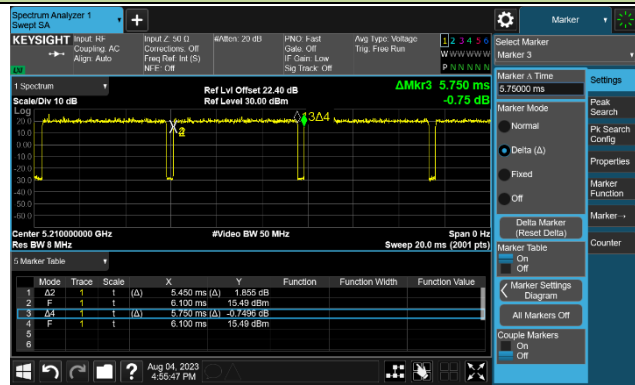 Spectrum Analyzer 1
Swept SA
Marker
KEYSIGHT Input: RF Input Z: 50 Ω #Atten: 20 dB PNO: Fast Avg Type: Voltage 1 2 3 4 5 6
Coupling: AC Corrections: Off Gate: Off Trig: Free Run W W W W W W
Align: Auto Freq Ref: Int (S) IF Gain: Low P N N N N N
NFE: Off Sig Track: Off
LW
Select Marker
Marker 3
1 Spectrum
Scale/Div 10 dB
Log
Ref Lvl Offset 22.40 dB
Ref Level 30.00 dBm
ΔMkr3 5.750 ms
-0.75 dB
20.0
10.0
0.00
-10.0
-20.0
-30.0
-40.0
-50.0
-60.0
2
3Δ4
Center 5.210000000 GHz #Video BW 50 MHz Span 0 Hz
Res BW 8 MHz Sweep 20.0 ms (2001 pts)
5 Marker Table
Mode Trace Scale X Y Function Function Width Function Value
1 Δ2 1 t (Δ) 5.450 ms (Δ) 1.855 dB
2 F 1 t 6.100 ms 15.49 dBm
3 Δ4 1 t (Δ) 5.750 ms (Δ) -0.7496 dB
4 F 1 t 6.100 ms 15.49 dBm
5
6
Marker Δ Time
5.75000 ms
Marker Mode
Normal
Delta (Δ)
Fixed
Off
Delta Marker
(Reset Delta)
Marker Table
On
Off
Marker Settings
Diagram
All Markers Off
Couple Markers
On
Off
Settings
Peak
Search
Pk Search
Config
Properties
Marker
Function
Marker→
Counter
?
Aug 04, 2023
4:55:47 PM